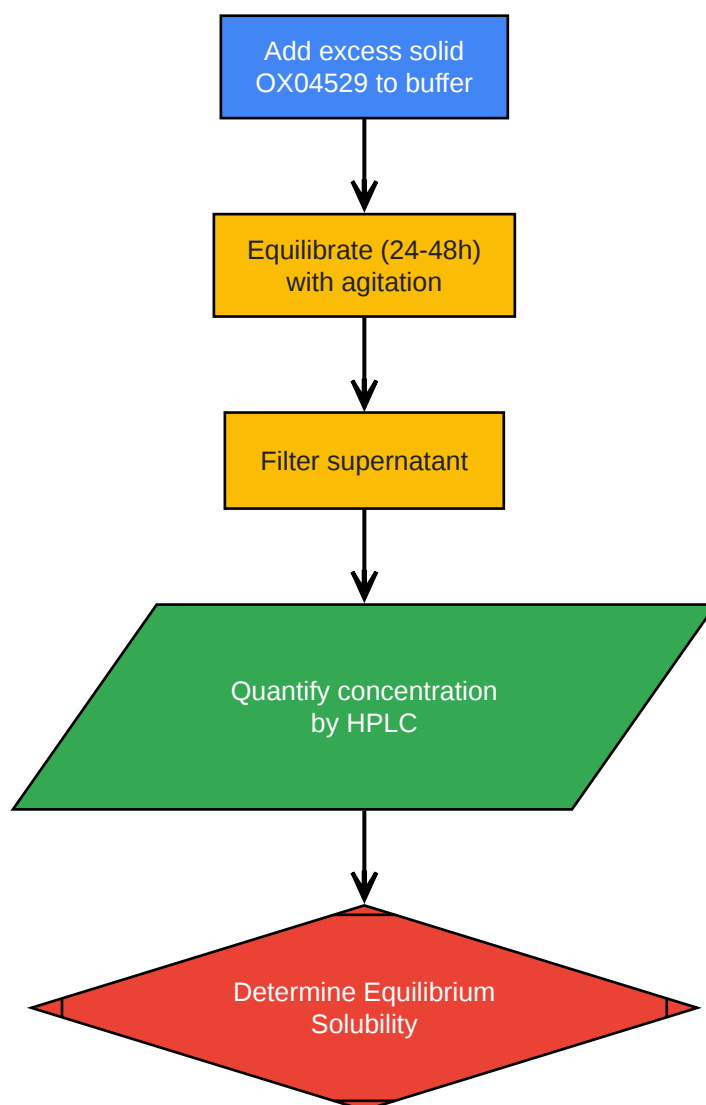 Add excess solid
OX04529 to buffer
Equilibrate (24-48h)
with agitation
Filter supernatant
Quantify concentration
by HPLC
Determine Equilibrium
Solubility